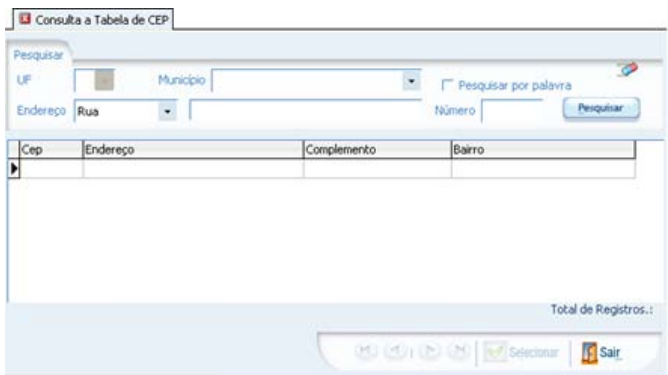 Consulta a Tabela de CEP
Pesquisar
UF Município Pesquisar por palavra
Endereço Rua Número Pesquisar
Cep Endereço Complemento Bairro
Total de Registros.:
Selecionar Sair